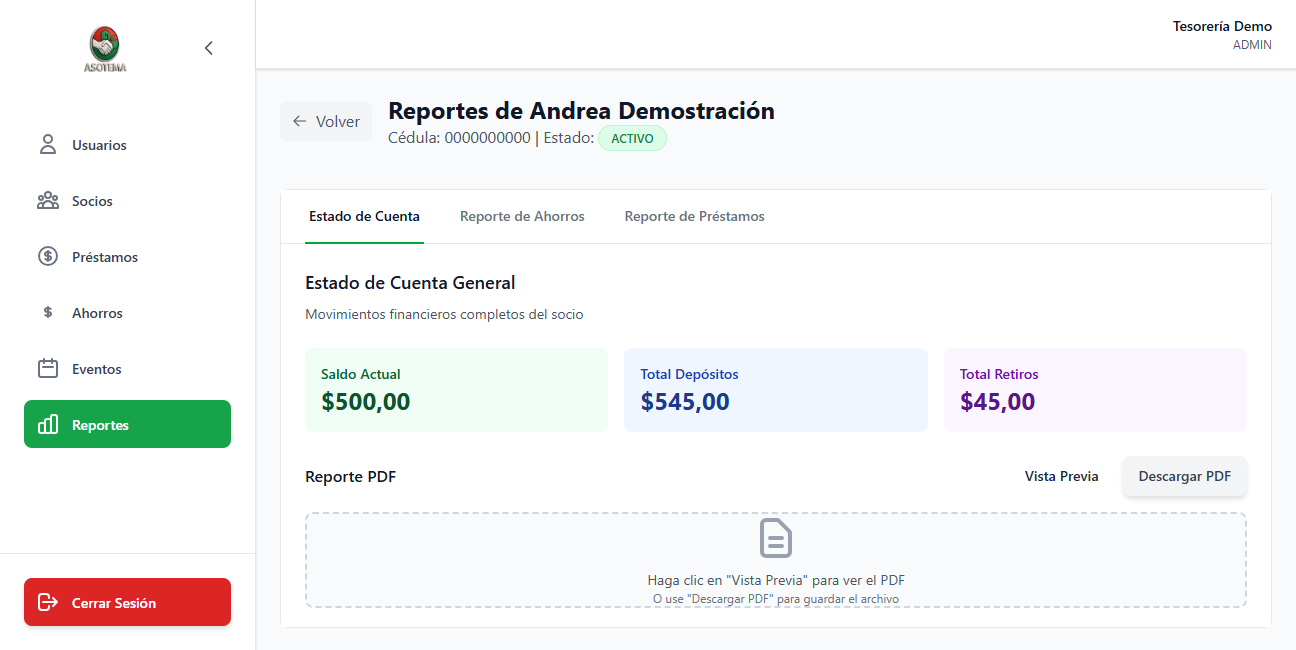 ASOTEMA
Tesorería Demo
ADMIN
Usuarios
Socios
Préstamos
$ Ahorros
Eventos
Reportes
Cerrar Sesión
Volver
Reportes de Andrea Demostración
Cédula: 0000000000 | Estado: ACTIVO
Estado de Cuenta Reporte de Ahorros Reporte de Préstamos
Estado de Cuenta General
Movimientos financieros completos del socio
Saldo Actual
$500,00
Total Depósitos
$545,00
Total Retiros
$45,00
Reporte PDF
Vista Previa
Descargar PDF
Haga clic en "Vista Previa" para ver el PDF
O use "Descargar PDF" para guardar el archivo